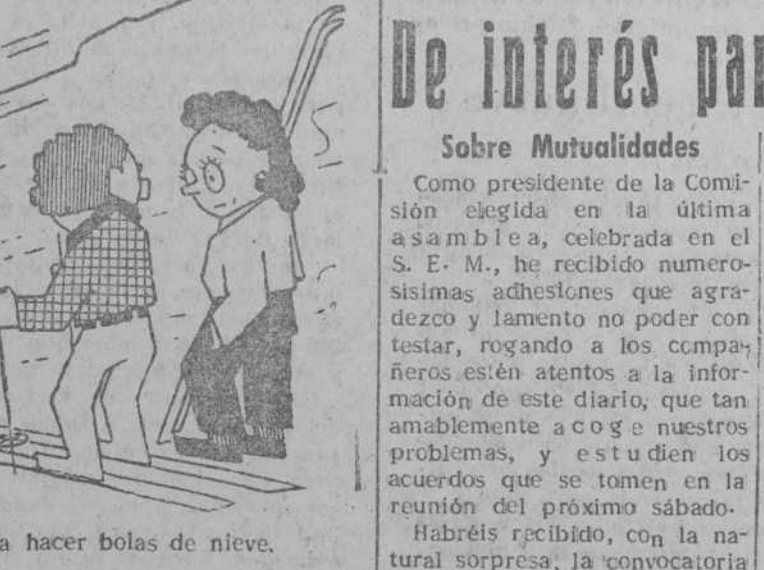 a hacer bolas de nieve.
De interés par
Sobre Mutualidades
Como presidente de la Comi-
sión elegida en la última
asamblea, celebrada en el
S. E. M., he recibido numero-
sisimas adhesiones que agra-
dezco y lamento no poder con
testar, rogando a los compa-
ñeros estén atentos a la infor-
mación de este diario, que tan
amablemente acoge nuestros
problemas, y estudien los
acuerdos que se tomen en la
reunión del próximo sábado.
Habréis recibido, con la na-
tural sorpresa, la convocatoria